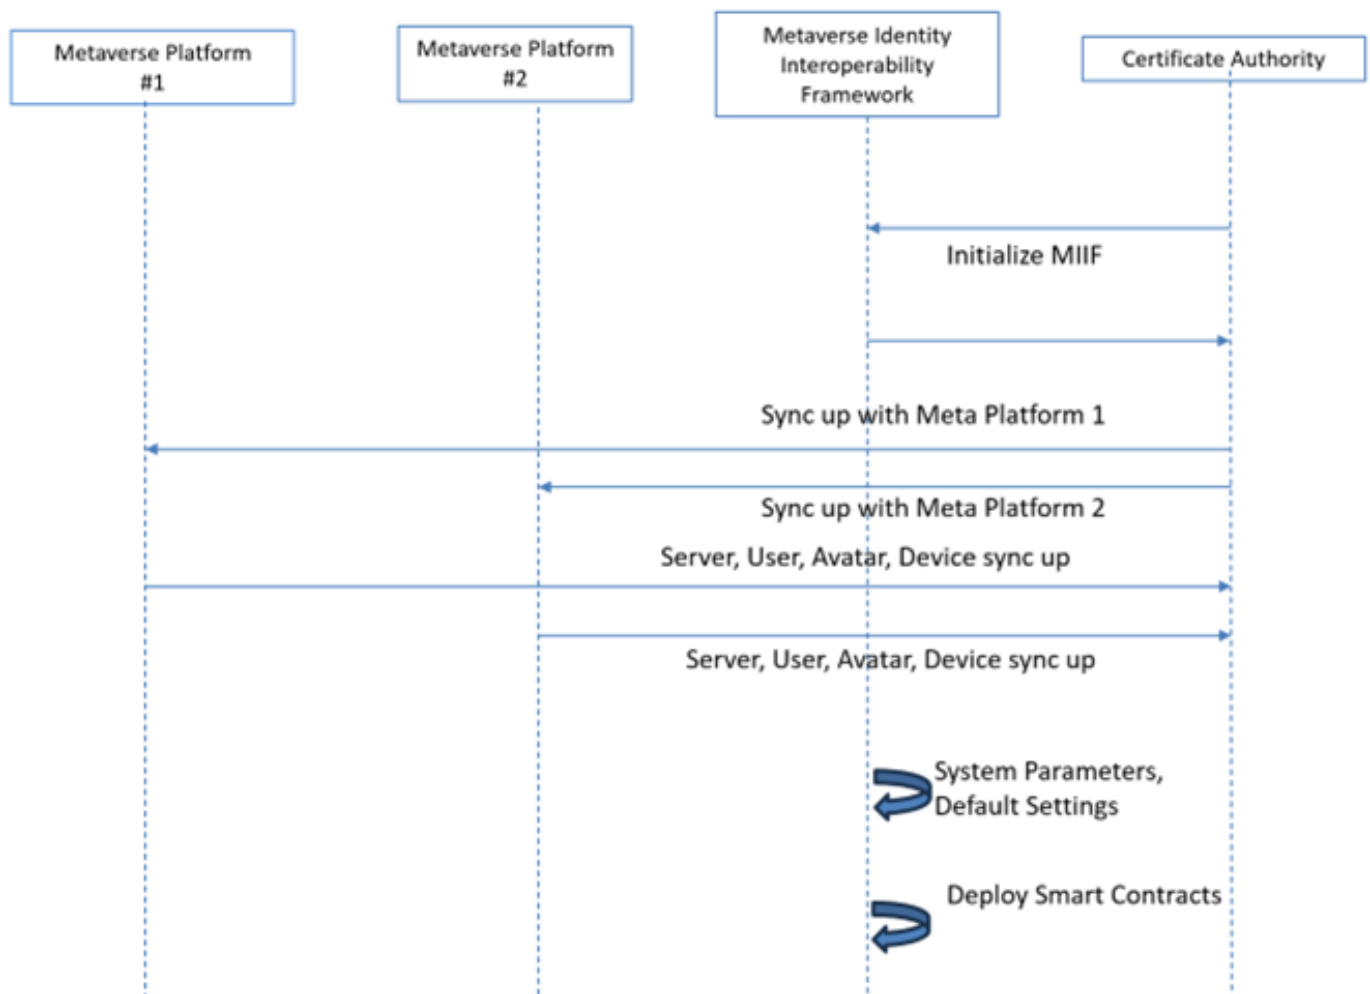 Metaverse Platform
#1
Metaverse Platform
#2
Metaverse Identity
Interoperability
Framework
Certificate Authority
Initialize MIIF
Sync up with Meta Platform 1
Sync up with Meta Platform 2
Server, User, Avatar, Device sync up
Server, User, Avatar, Device sync up
System Parameters,
Default Settings
Deploy Smart Contracts